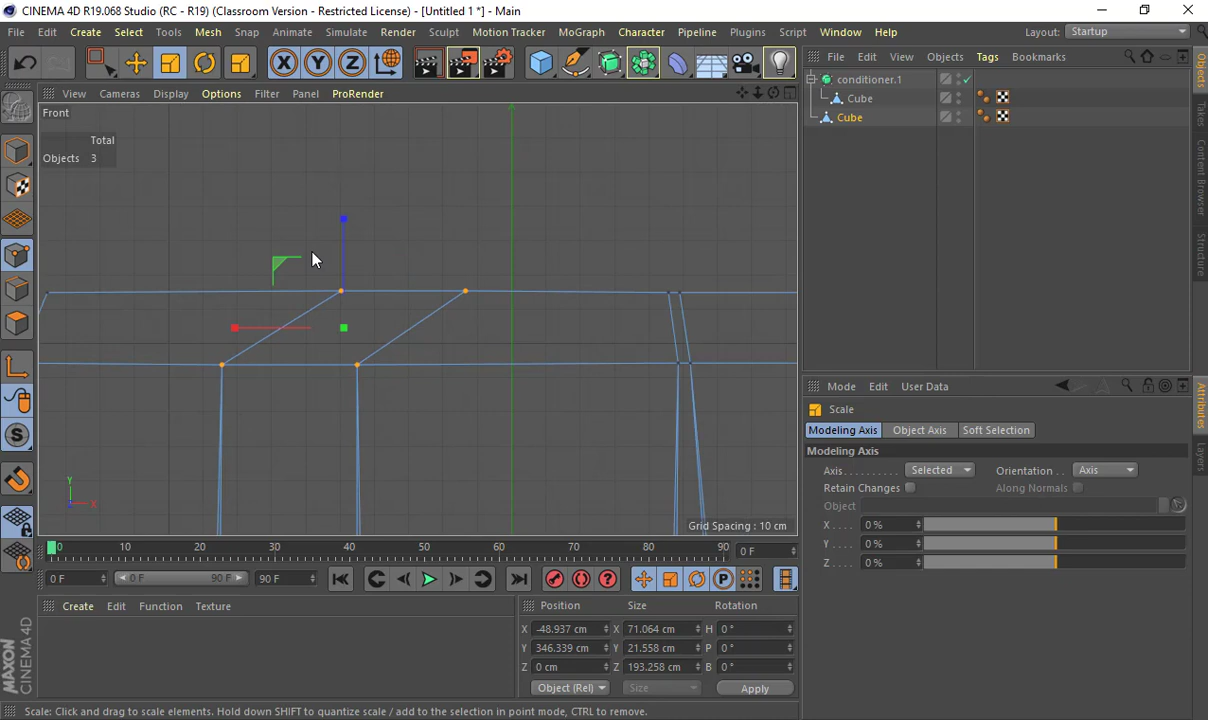 CINEMA 4D R19.068 Studio (RC - R19) (Classroom Version - Restricted License) - [Untitled 1 *] - Main
File Edit Create Select Tools Mesh Snap Animate Simulate Render Sculpt Motion Tracker MoGraph Character Pipeline Plugins Script Window Help Layout: Startup
X Y Z
File Edit View Objects Tags Bookmarks
View Cameras Display Options Filter Panel ProRender
conditioner.1
Cube
Cube
Front
Total
Objects 3
Y
X
Grid Spacing : 10 cm
Mode Edit User Data
Scale
Modeling Axis Object Axis Soft Selection
Modeling Axis
Axis Selected Orientation Axis
Retain Changes Along Normals
Object
X 0 %
Y 0 %
Z 0 %
Objects
Takes
Content Browser
Structure
Attributes
Layers
0 10 20 30 40 50 60 70 80 90 0 F
0 F 0 F 90 F 90 F
P
S
Create Edit Function Texture
Position Size Rotation
X -48.937 cm X 71.064 cm H 0 °
Y 346.339 cm Y 21.558 cm P 0 °
Z 0 cm Z 193.258 cm B 0 °
Object (Rel) Size Apply
MAXON
CINEMA 4D
Scale: Click and drag to scale elements. Hold down SHIFT to quantize scale / add to the selection in point mode, CTRL to remove.